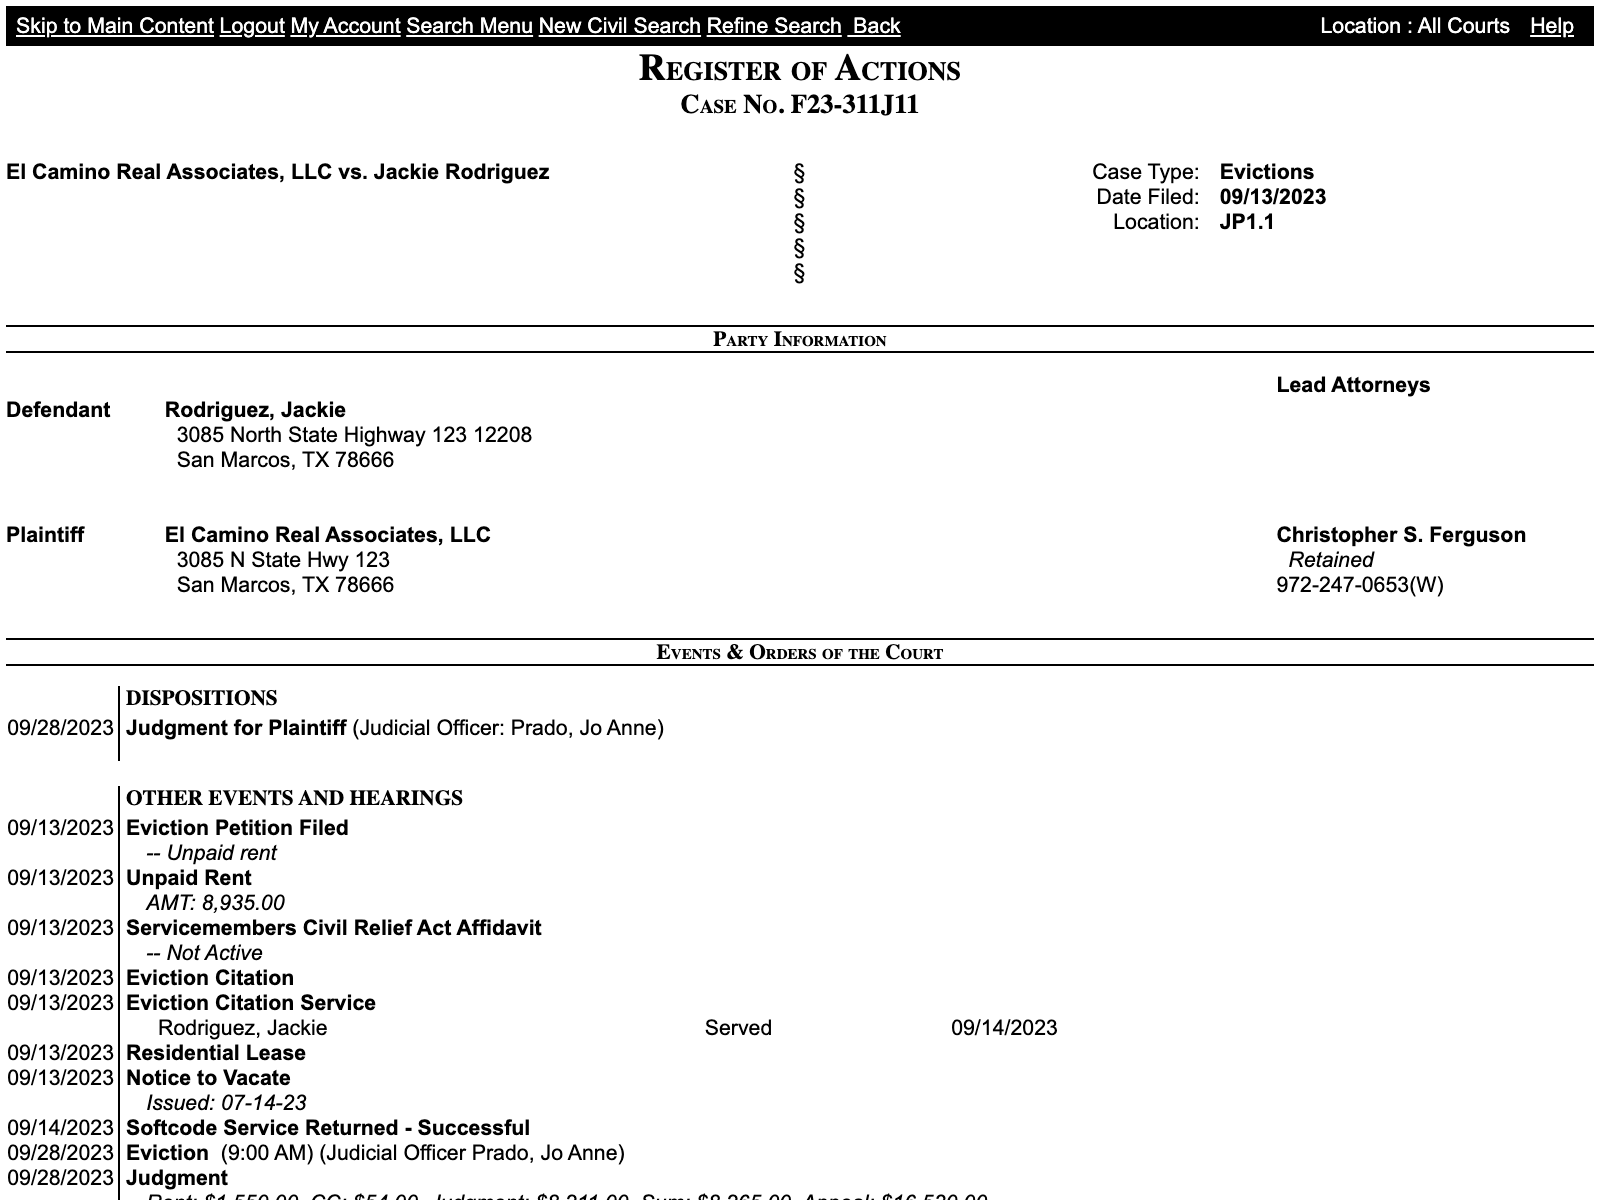 Skip to Main Content Logout My Account Search Menu New Civil Search Refine Search Back Location : All Courts Help
Register of Actions
Case No. F23-311J11
El Camino Real Associates, LLC vs. Jackie Rodriguez § Case Type: Evictions
§ Date Filed: 09/13/2023
§ Location: JP1.1
§
§
Party Information
Lead Attorneys
Defendant Rodriguez, Jackie
3085 North State Highway 123 12208
San Marcos, TX 78666
Plaintiff El Camino Real Associates, LLC Christopher S. Ferguson
3085 N State Hwy 123 Retained
San Marcos, TX 78666 972-247-0653(W)
Events & Orders of the Court
DISPOSITIONS
09/28/2023 Judgment for Plaintiff (Judicial Officer: Prado, Jo Anne)
OTHER EVENTS AND HEARINGS
09/13/2023 Eviction Petition Filed
-- Unpaid rent
09/13/2023 Unpaid Rent
AMT: 8,935.00
09/13/2023 Servicemembers Civil Relief Act Affidavit
-- Not Active
09/13/2023 Eviction Citation
09/13/2023 Eviction Citation Service
Rodriguez, Jackie Served 09/14/2023
09/13/2023 Residential Lease
09/13/2023 Notice to Vacate
Issued: 07-14-23
09/14/2023 Softcode Service Returned - Successful
09/28/2023 Eviction (9:00 AM) (Judicial Officer Prado, Jo Anne)
09/28/2023 Judgment